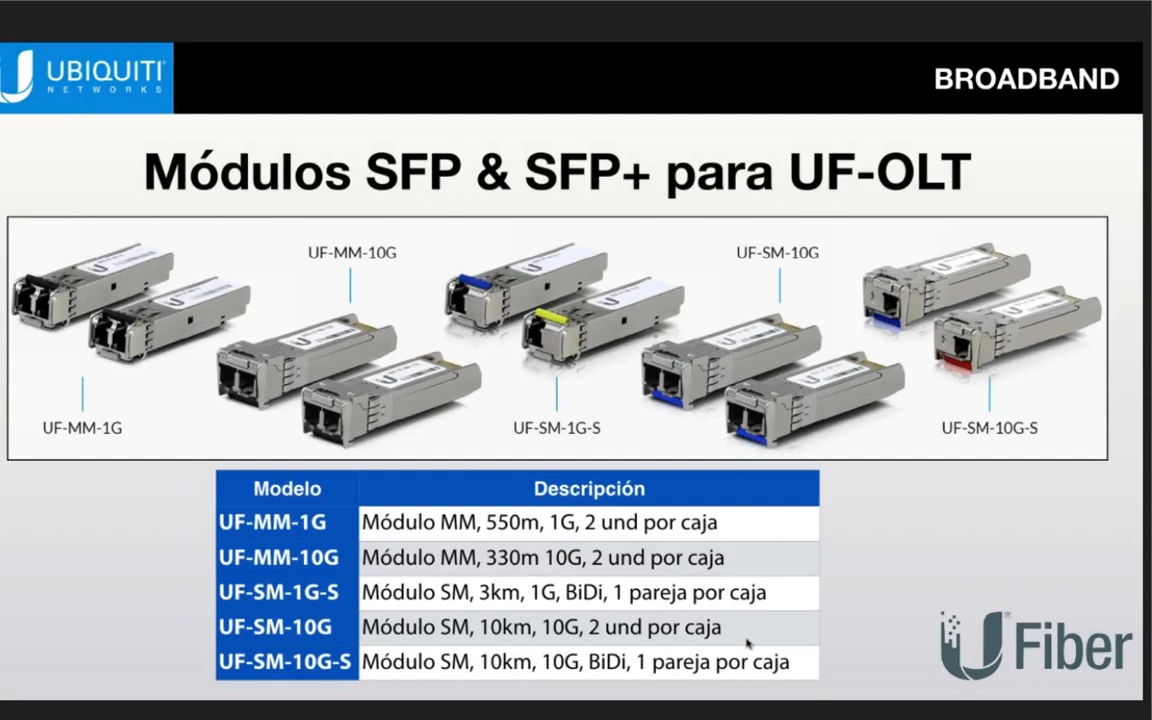 UBIQUITI
NETWORKS
BROADBAND
Módulos SFP & SFP+ para UF-OLT
UF-MM-10G
UF-SM-10G
UF-MM-1G
UF-SM-1G-S
UF-SM-10G-S
Modelo Descripción
UF-MM-1G Módulo MM, 550m, 1G, 2 und por caja
UF-MM-10G Módulo MM, 330m 10G, 2 und por caja
UF-SM-1G-S Módulo SM, 3km, 1G, BiDi, 1 pareja por caja
UF-SM-10G Módulo SM, 10km, 10G, 2 und por caja
UF-SM-10G-S Módulo SM, 10km, 10G, BiDi, 1 pareja por caja
U® Fiber